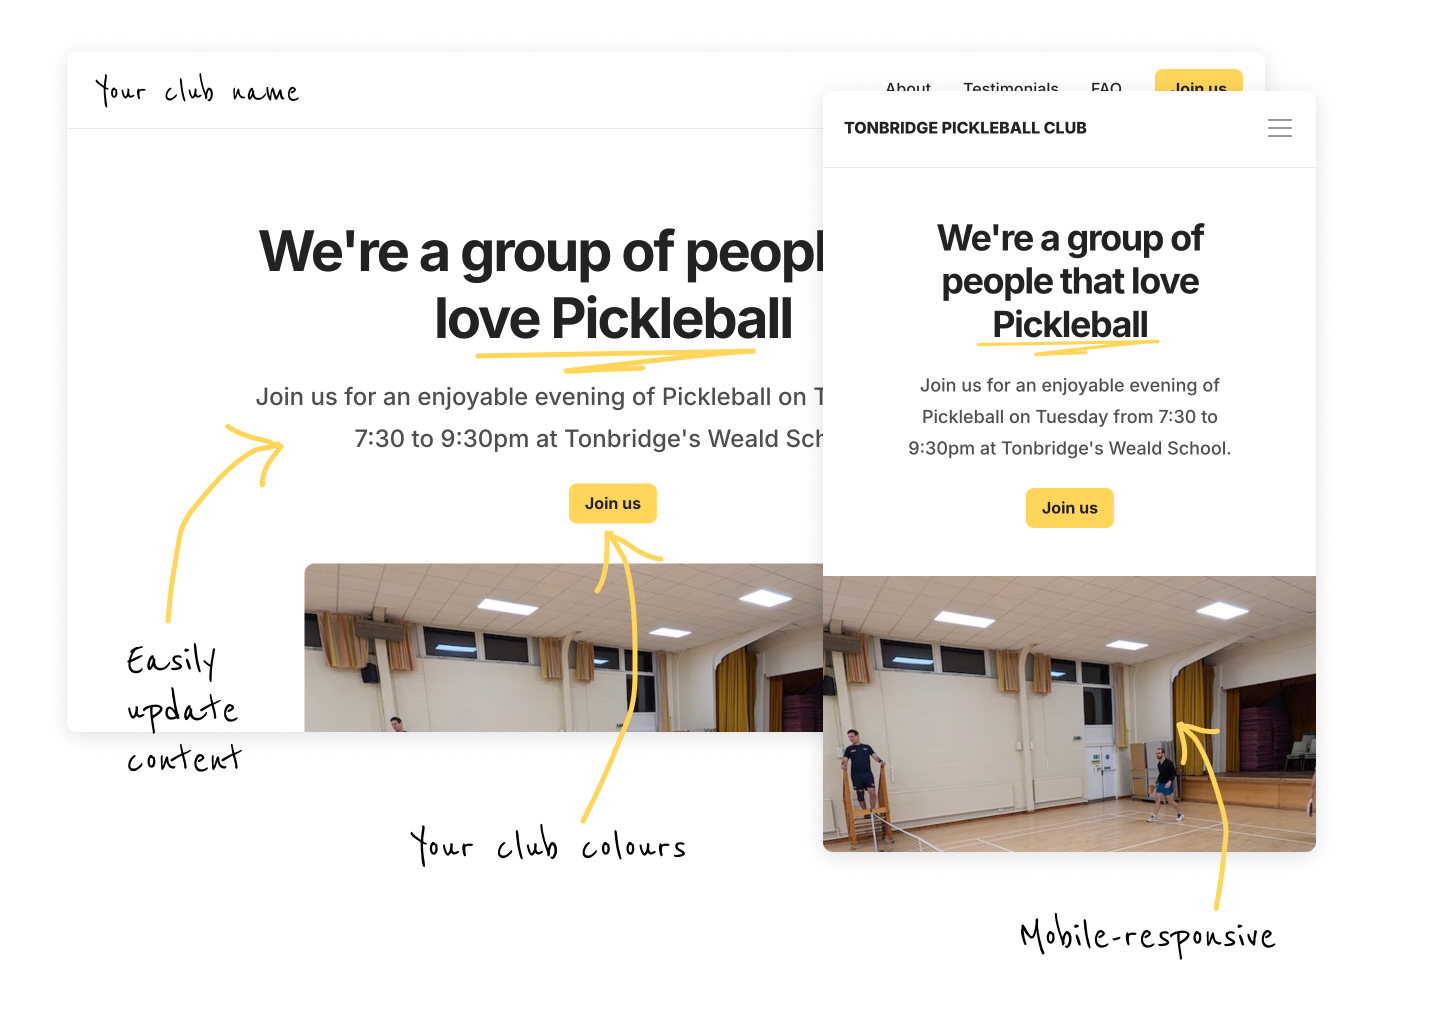 Your club name
About Testimonials FAQ Join us
We're a group of peopl
love Pickleball
Join us for an enjoyable evening of Pickleball on T
7:30 to 9:30pm at Tonbridge's Weald Sch
Join us
TONBRIDGE PICKLEBALL CLUB
We're a group of
people that love
Pickleball
Join us for an enjoyable evening of
Pickleball on Tuesday from 7:30 to
9:30pm at Tonbridge's Weald School.
Join us
Easily
update
content
Your club colours
Mobile-responsive